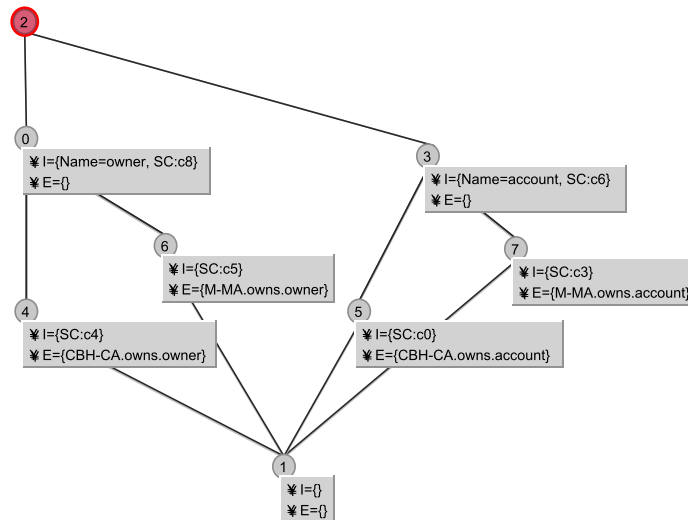 2
0
¥ I={Name=owner, SC:c8}
¥ E={}
3
¥ I={Name=account, SC:c6}
¥ E={}
6
¥ I={SC:c5}
¥ E={M-MA.owns.owner}
7
¥ I={SC:c3}
¥ E={M-MA.owns.account}
4
¥ I={SC:c4}
¥ E={CBH-CA.owns.owner}
5
¥ I={SC:c0}
¥ E={CBH-CA.owns.account}
1
¥ I={}
¥ E={}